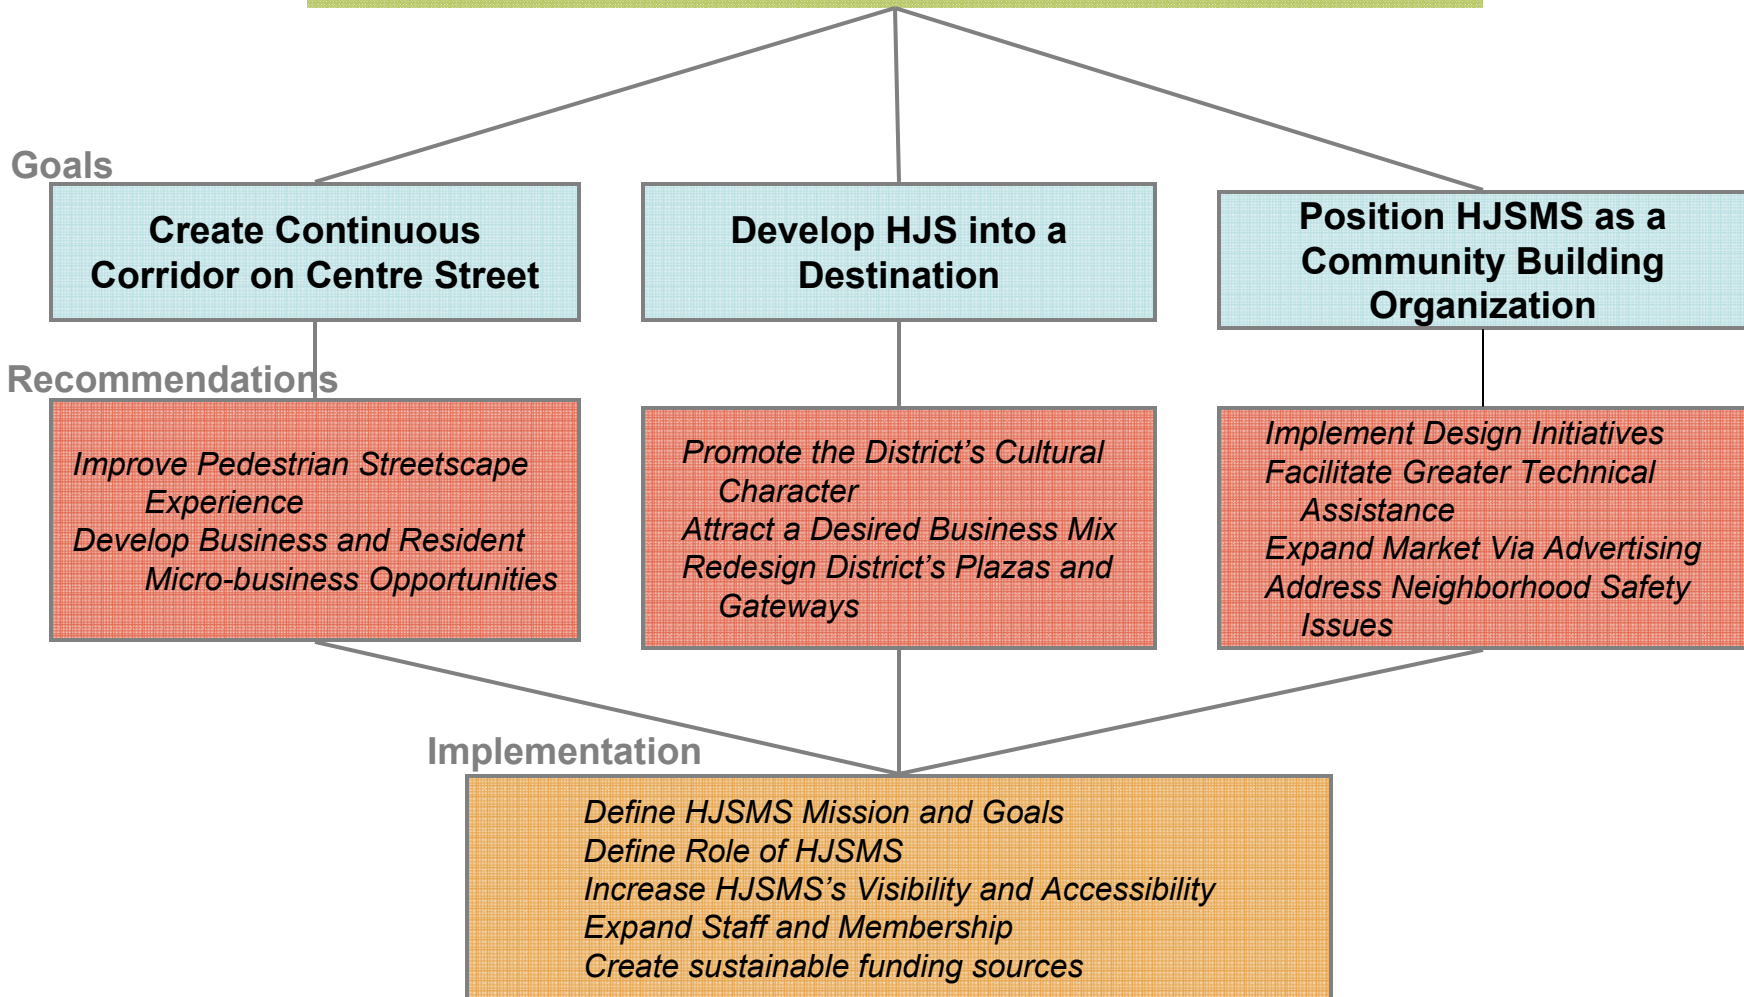 Goals
Create Continuous
Corridor on Centre Street
Develop HJS into a
Destination
Position HJSMS as a
Community Building
Organization
Recommendations
Improve Pedestrian Streetscape
Experience
Develop Business and Resident
Micro-business Opportunities
Promote the District’s Cultural
Character
Attract a Desired Business Mix
Redesign District’s Plazas and
Gateways
Implement Design Initiatives
Facilitate Greater Technical
Assistance
Expand Market Via Advertising
Address Neighborhood Safety
Issues
Implementation
Define HJSMS Mission and Goals
Define Role of HJSMS
Increase HJSMS’s Visibility and Accessibility
Expand Staff and Membership
Create sustainable funding sources